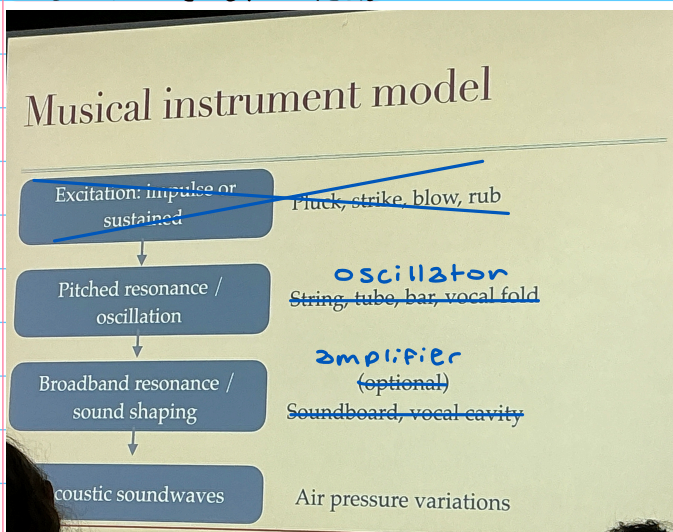 Musical instrument model
Excitation: impulse or
sustained
Pluck, strike, blow, rub
Pitched resonance /
oscillation
oscillator
String, tube, bar, vocal fold
Broadband resonance /
sound shaping
amplifier
(optional)
Soundboard, vocal cavity
coustic soundwaves
Air pressure variations